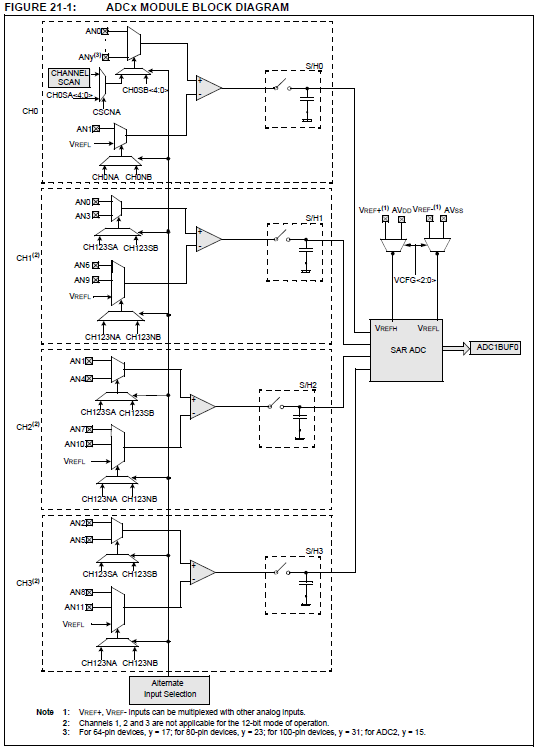 FIGURE 21-1: ADCx MODULE BLOCK DIAGRAM
AN0
ANy(3)
S/H0
CHANNEL
SCAN
CH0SA<4:0>
CH0SB<4:0>
+
-
CH0
CSCNA
AN1
VREFL
CH0NA CH0NB
AN0
AN3
S/H1
CH123SA CH123SB
+
-
CH1(2)
AN6
AN9
VREFL
CH123NA CH123NB
VREF+(1) AVDD VREF-(1) AVSS
VCFG<2:0>
VREFH VREFL
SAR ADC
ADC1BUF0
AN1
AN4
S/H2
CH123SA CH123SB
+
-
CH2(2)
AN7
AN10
VREFL
CH123NA CH123NB
AN2
AN5
S/H3
CH123SA CH123SB
+
-
CH3(2)
AN8
AN11
VREFL
CH123NA CH123NB
Alternate
Input Selection
Note 1: VREF+, VREF- inputs can be multiplexed with other analog inputs.
2: Channels 1, 2 and 3 are not applicable for the 12-bit mode of operation.
3: For 64-pin devices, y = 17; for 80-pin devices, y = 23; for 100-pin devices, y = 31; for ADC2, y = 15.